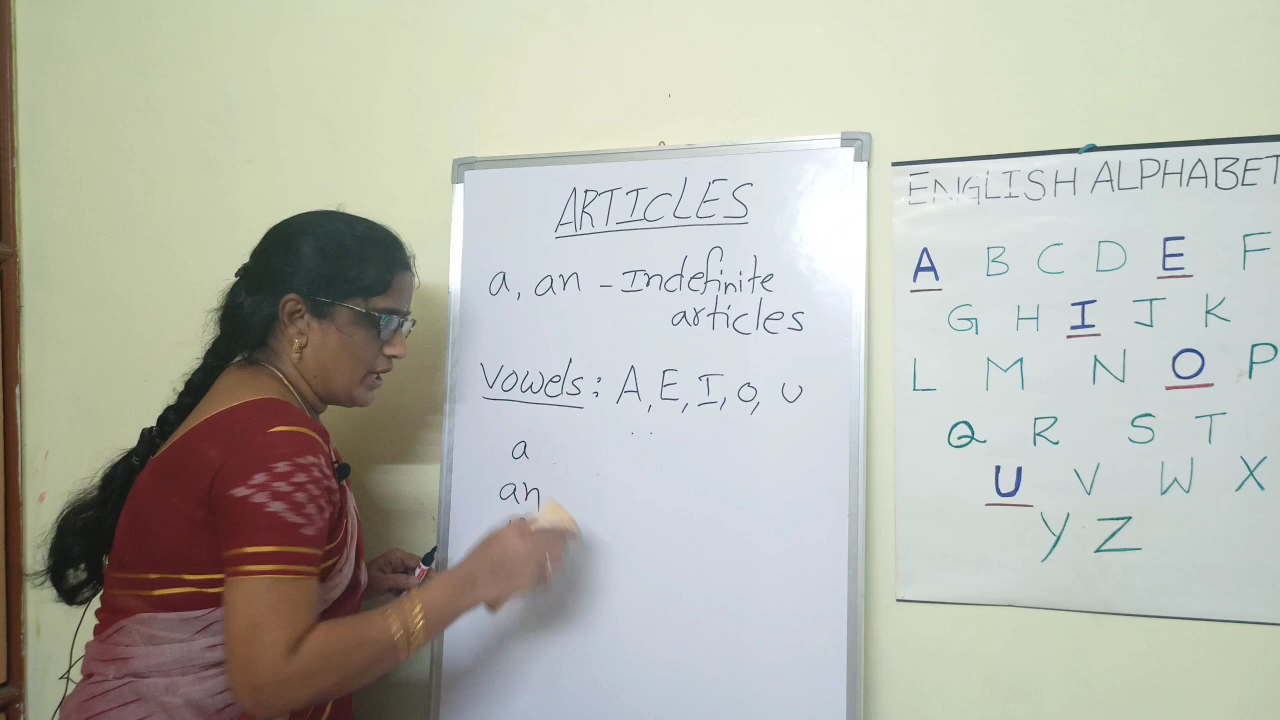 ARTICLES
a, an - Indefinite
articles
Vowels : A, E, I, O, U
a
an
ENGLISH ALPHABET
A B C D E F
G H I J K
L M N O P
Q R S T
U V W X
Y Z